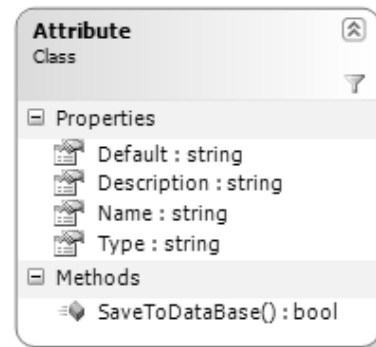 Attribute
Class
Properties
Default : string
Description : string
Name : string
Type : string
Methods
SaveToDataBase() : bool